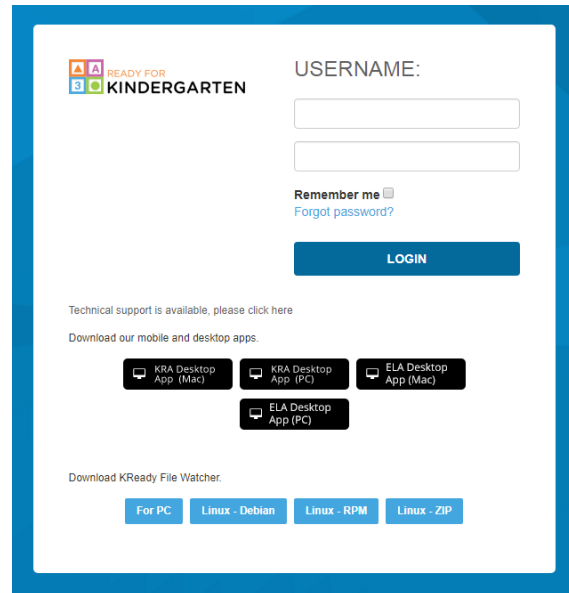 A
3
READY FOR
KINDERGARTEN
USERNAME:
Remember me
Forgot password?
LOGIN
Technical support is available, please click here
Download our mobile and desktop apps.
KRA Desktop
App (Mac)
KRA Desktop
App (PC)
ELA Desktop
App (Mac)
ELA Desktop
App (PC)
Download KReady File Watcher.
For PC
Linux - Debian
Linux - RPM
Linux - ZIP